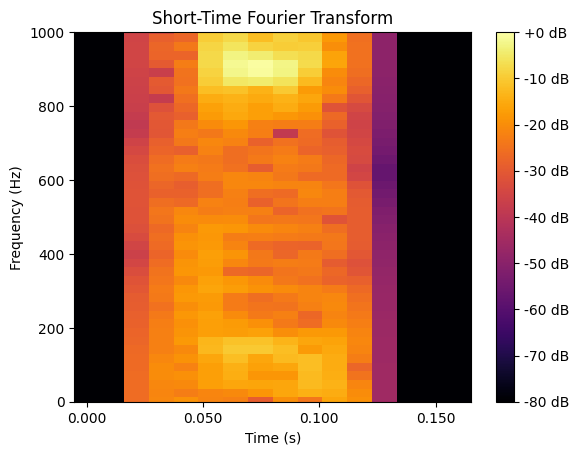 Short-Time Fourier Transform
1000
800
600
400
200
0
Frequency (Hz)
0.000
0.050
0.100
0.150
Time (s)
+0 dB
-10 dB
-20 dB
-30 dB
-40 dB
-50 dB
-60 dB
-70 dB
-80 dB